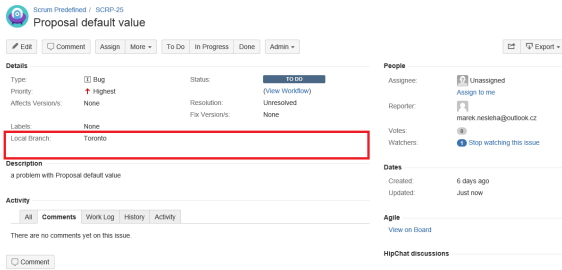 Scrum Predefined / SCRP-25
Proposal default value
Edit Comment Assign More To Do In Progress Done Admin Export
Details
Type: Bug Status: TO DO
Priority: Highest (View Workflow)
Affects Version/s: None Resolution: Unresolved
Fix Version/s: None
Labels: None
Local Branch: Toronto
Description
a problem with Proposal default value
Activity
All Comments Work Log History Activity
There are no comments yet on this issue.
Comment
People
Assignee: Unassigned
Assign to me
Reporter:
marek.nesleha@outlook.cz
Votes: 0
Watchers: 1 Stop watching this issue
Dates
Created: 6 days ago
Updated: Just now
Agile
View on Board
HipChat discussions